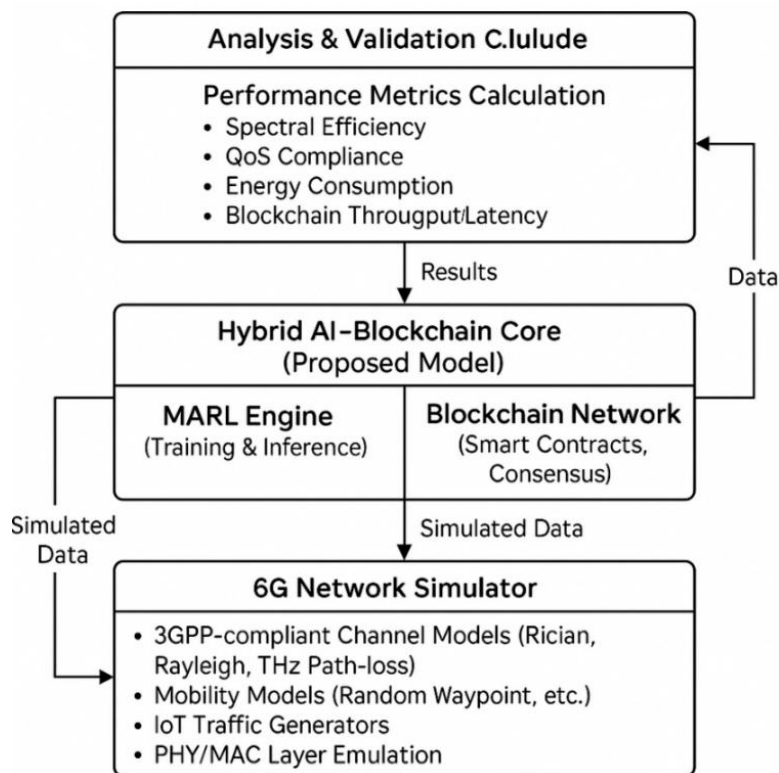 Analysis & Validation C.lulude
Performance Metrics Calculation
• Spectral Efficiency
• QoS Compliance
• Energy Consumption
• Blockchain Througput/Latency
Results
Data
Hybrid AI-Blockchain Core
(Proposed Model)
MARL Engine
(Training & Inference)
Blockchain Network
(Smart Contracts,
Consensus)
Simulated
Data
Simulated Data
6G Network Simulator
• 3GPP-compliant Channel Models (Rician,
Rayleigh, THz Path-loss)
• Mobility Models (Random Waypoint, etc.)
• IoT Traffic Generators
• PHY/MAC Layer Emulation